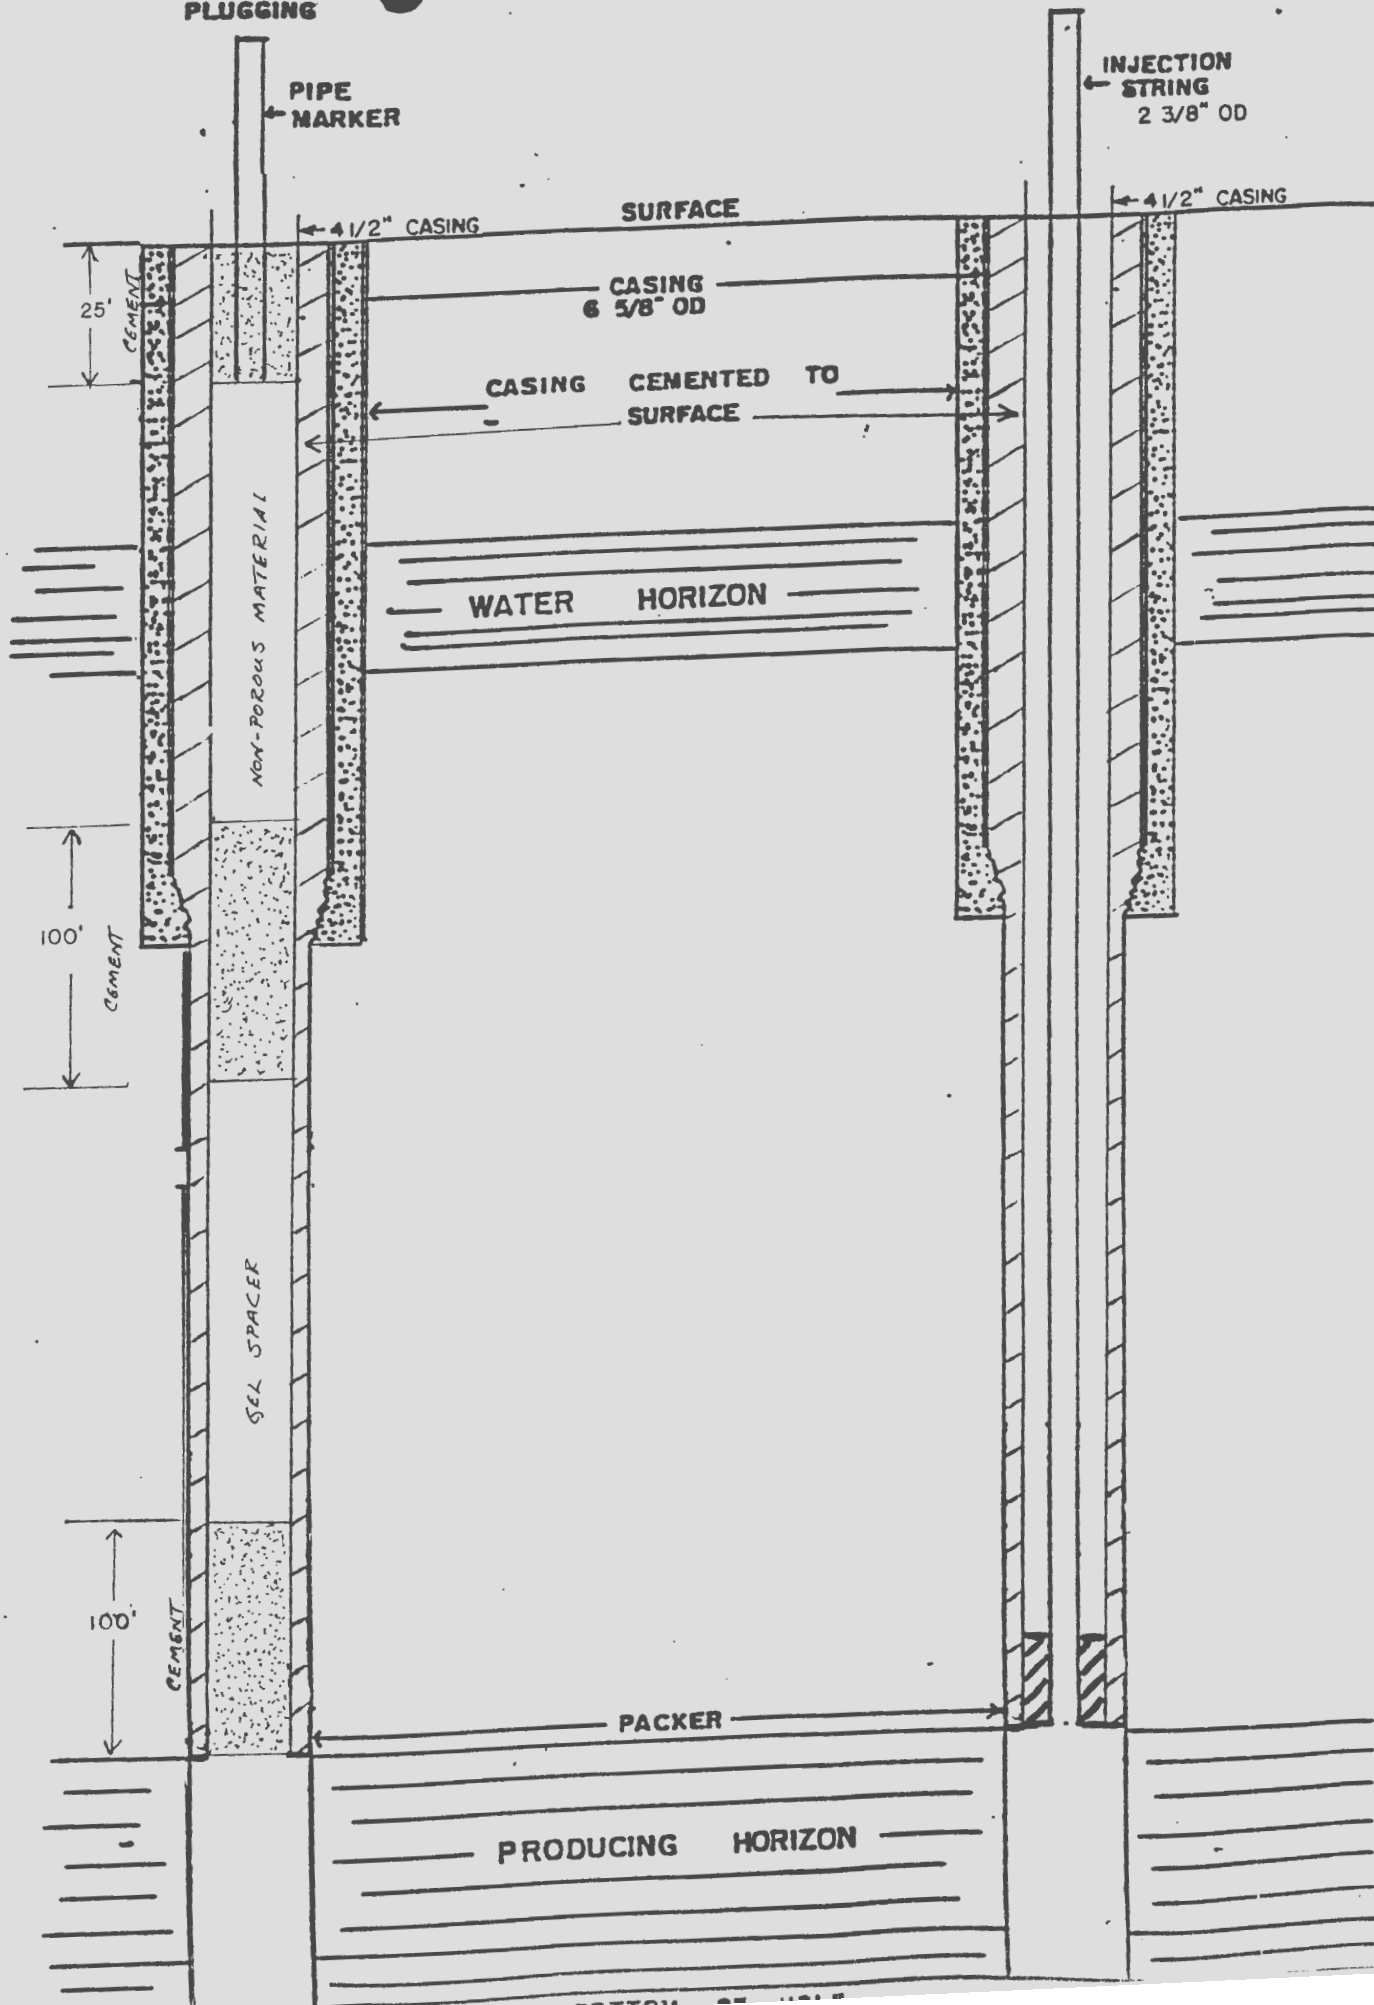 PLUGGING
PIPE
MARKER
INJECTION
STRING
2 3/8" OD
4 1/2" CASING
SURFACE
4 1/2" CASING
25'
CEMENT
CASING
6 5/8" OD
CASING CEMENTED TO
SURFACE
NON-POROUS MATERIAL
WATER HORIZON
100'
CEMENT
GEL SPACER
100'
CEMENT
PACKER
PRODUCING HORIZON